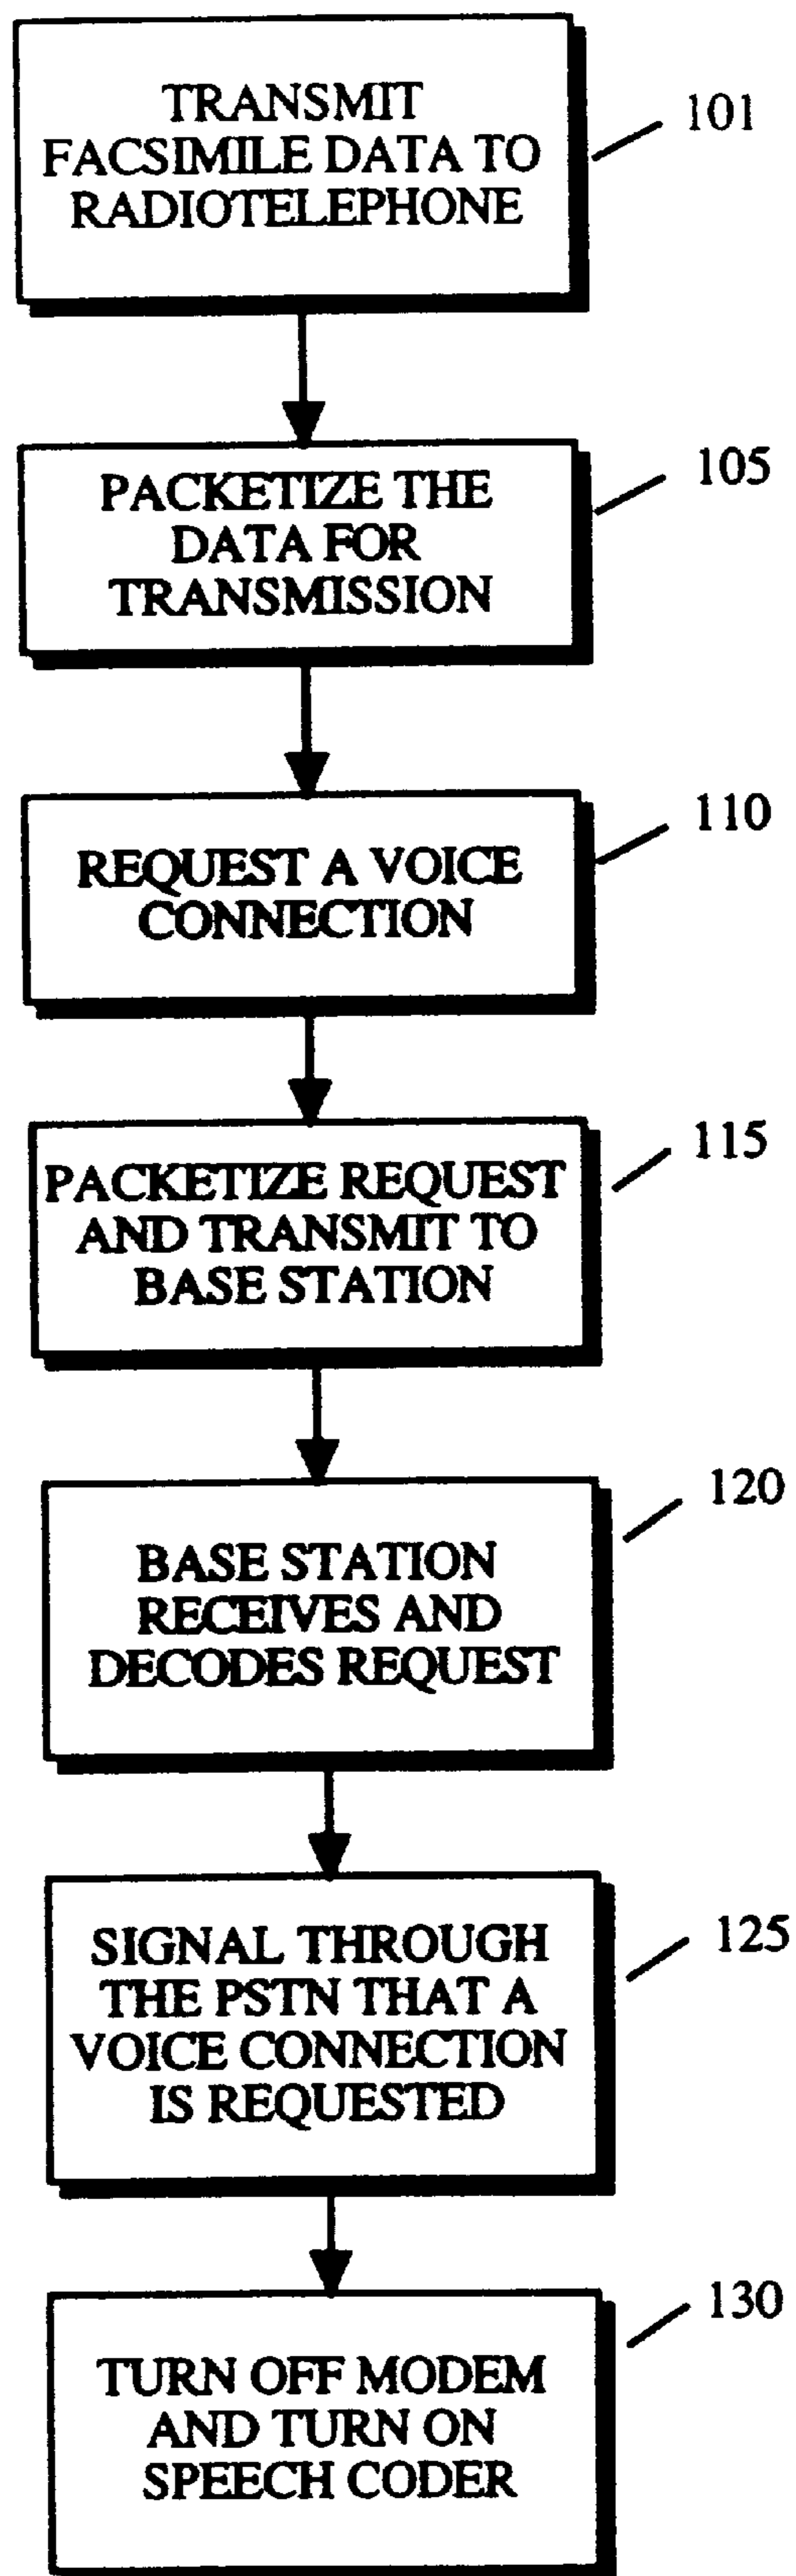 TRANSMIT
FACSIMILE DATA TO
RADIOTELEPHONE
101
PACKETIZE THE
DATA FOR
TRANSMISSION
105
REQUEST A VOICE
CONNECTION
110
PACKETIZE REQUEST
AND TRANSMIT TO
BASE STATION
115
BASE STATION
RECEIVES AND
DECODES REQUEST
120
SIGNAL THROUGH
THE PSTN THAT A
VOICE CONNECTION
IS REQUESTED
125
TURN OFF MODEM
AND TURN ON
SPEECH CODER
130